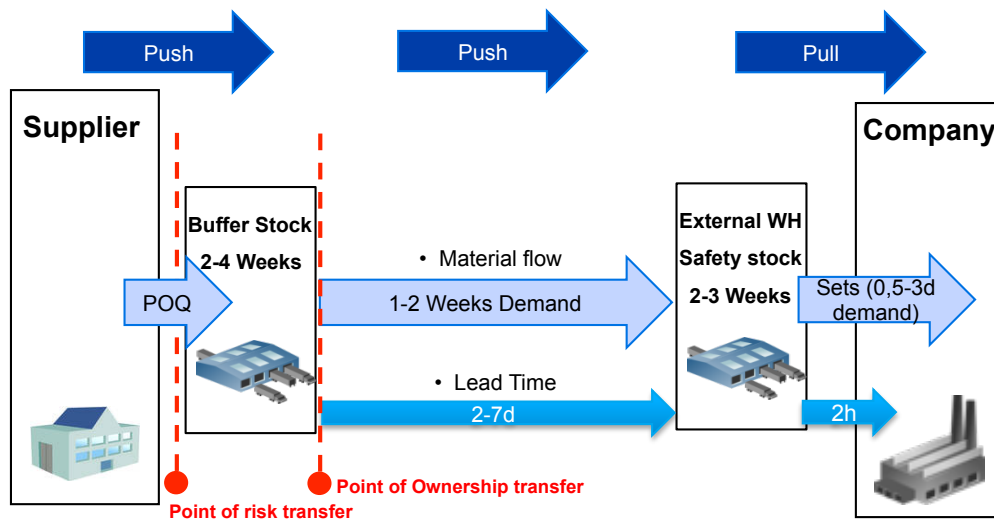 Push
Push
Pull
Supplier
Company
Buffer Stock
2-4 Weeks
External WH
Safety stock
2-3 Weeks
• Material flow
POQ
1-2 Weeks Demand
Sets (0,5-3d
demand)
• Lead Time
2-7d
2h
Point of Ownership transfer
Point of risk transfer